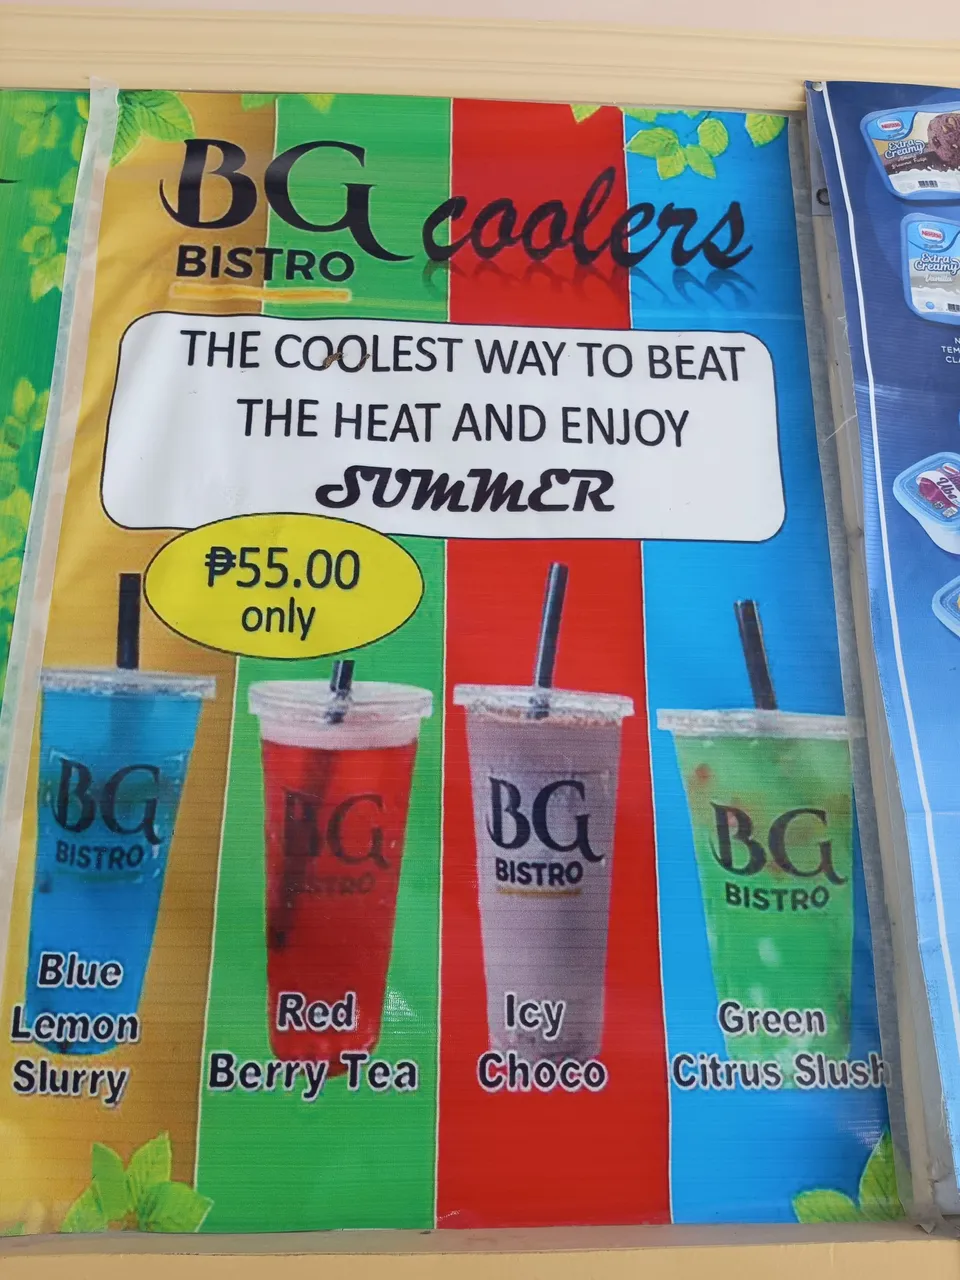 BG coolers
BISTRO
THE COOLEST WAY TO BEAT
THE HEAT AND ENJOY
SUMMER
₱55.00
only
BG
BISTRO
BG
BISTRO
BG
BISTRO
BG
BISTRO
Blue
Lemon
Slurry
Red
Berry Tea
Icy
Choco
Green
Citrus Slush
Nestlé
Extra
Creamy
Nestlé
Extra
Creamy